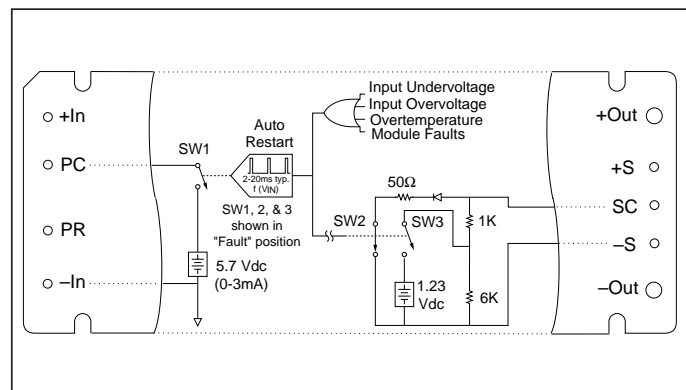 +In
PC
PR
–In
SW1
5.7 Vdc
(0-3mA)
Auto
Restart
2-20ms typ.
f (VIN)
SW1, 2, & 3
shown in
"Fault" position
Input Undervoltage
Input Overvoltage
Overtemperature
Module Faults
50Ω
SW2
SW3
1K
1.23
Vdc
6K
+Out
+S
SC
–S
–Out